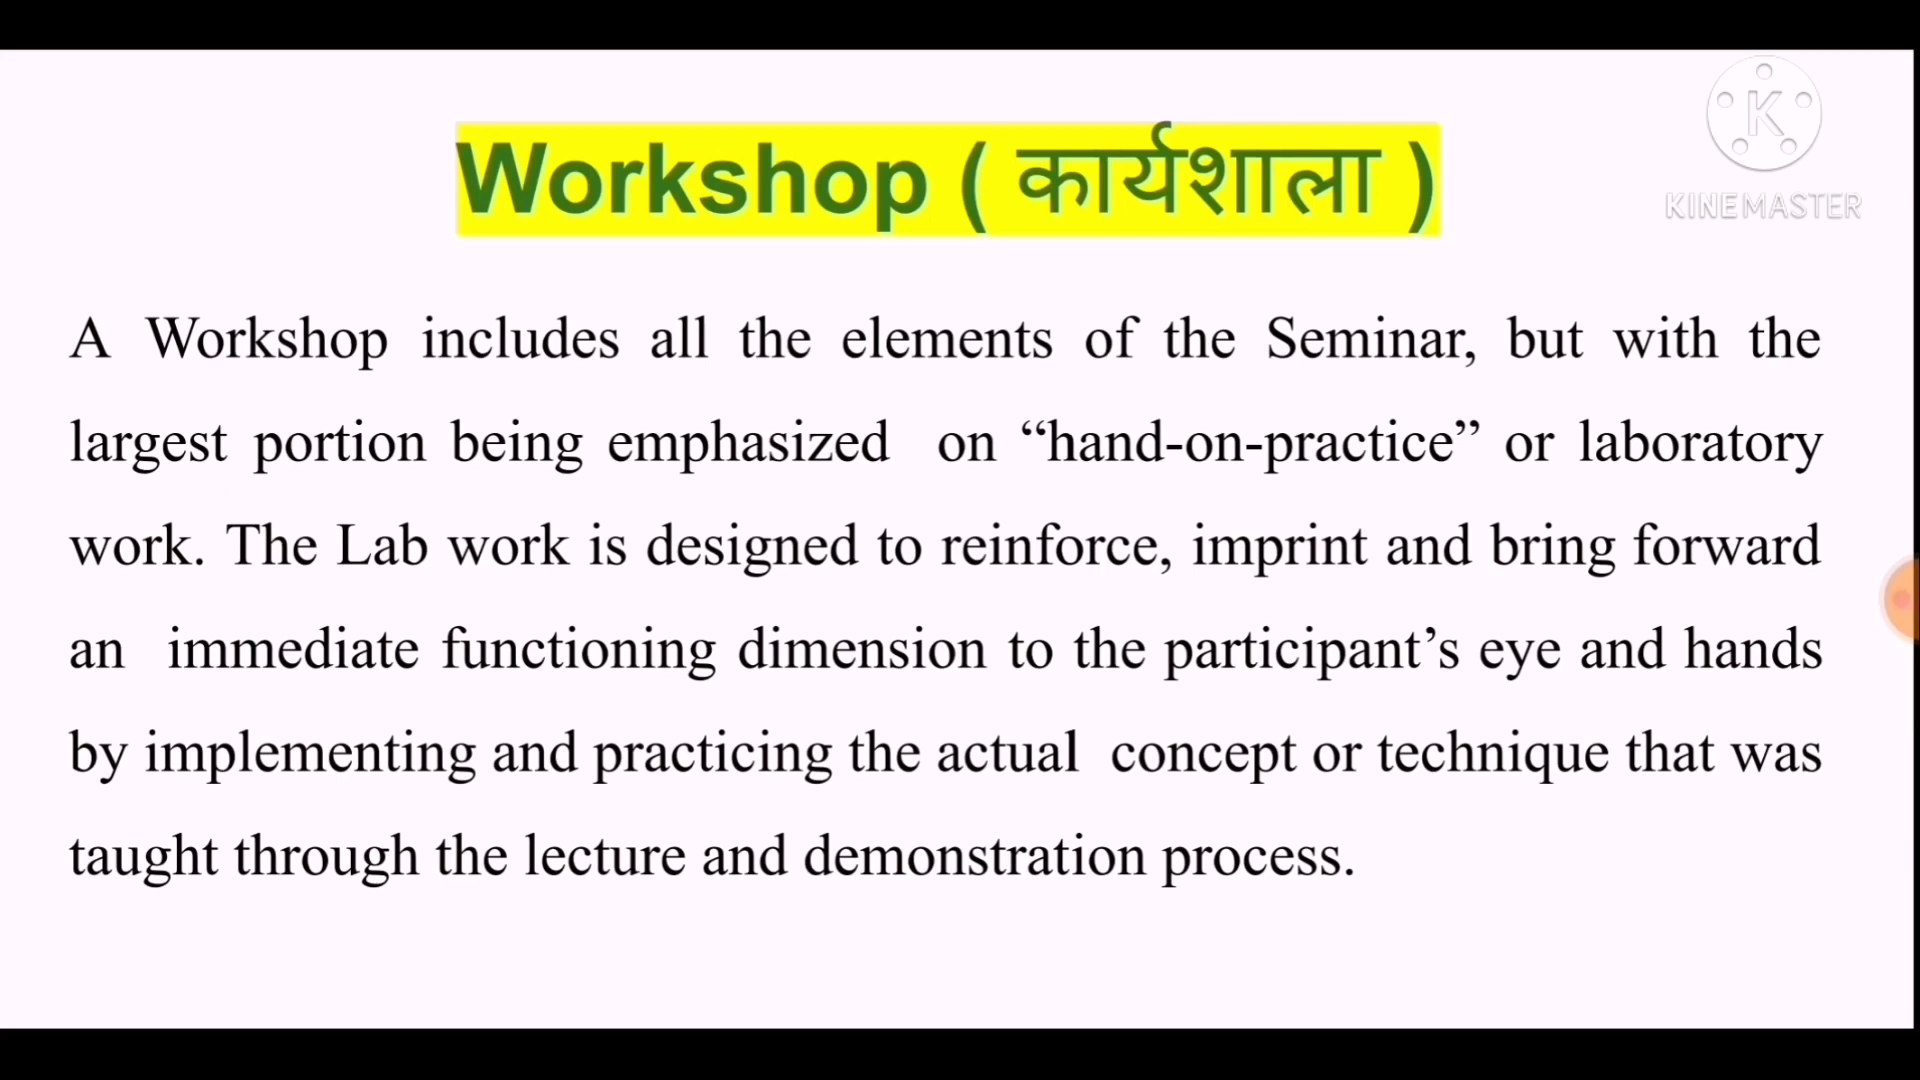 Workshop ( कार्यशाला )
K
KINEMASTER
A Workshop includes all the elements of the Seminar, but with the
largest portion being emphasized on “hand-on-practice” or laboratory
work. The Lab work is designed to reinforce, imprint and bring forward
an immediate functioning dimension to the participant’s eye and hands
by implementing and practicing the actual concept or technique that was
taught through the lecture and demonstration process.